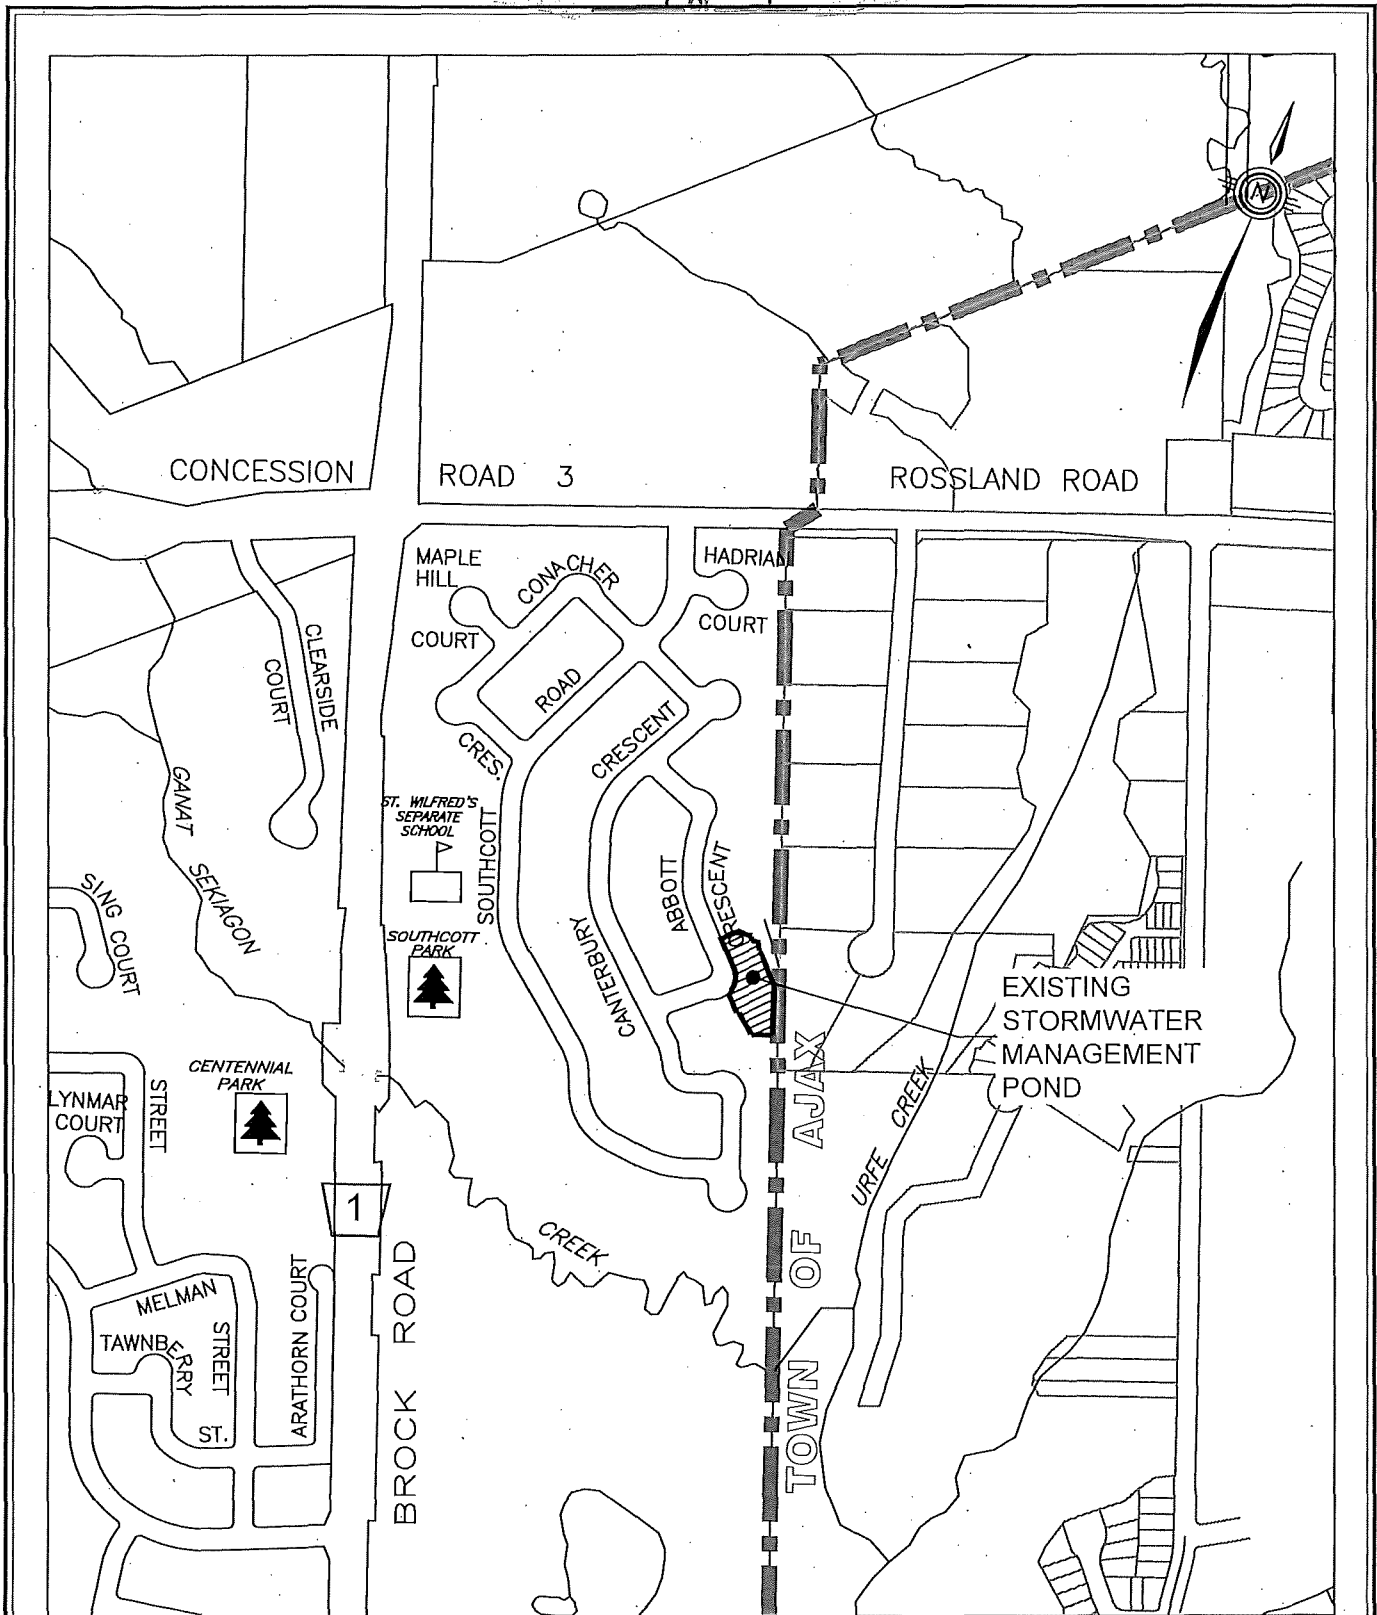 N
CONCESSION ROAD 3
ROSSLAND ROAD
MAPLE
HILL
COURT
CONACHER
ROAD
HADRIAN
COURT
CLEARSIDE
COURT
CRES.
SOUTHCOTT
CRESCENT
CANTERBURY
ABBOTT
CRESCENT
GANAT
SEKIAGON
ST. WILFRED'S
SEPARATE
SCHOOL
SOUTHCOTT
PARK
SING COURT
EXISTING
STORMWATER
MANAGEMENT
POND
CENTENNIAL
PARK
LYNMAR
COURT
STREET
1
URFE CREEK
CREEK
TOWN OF AJAX
MELMAN
STREET
TAWNBERRY
ST.
ARATHORN COURT
BROCK ROAD